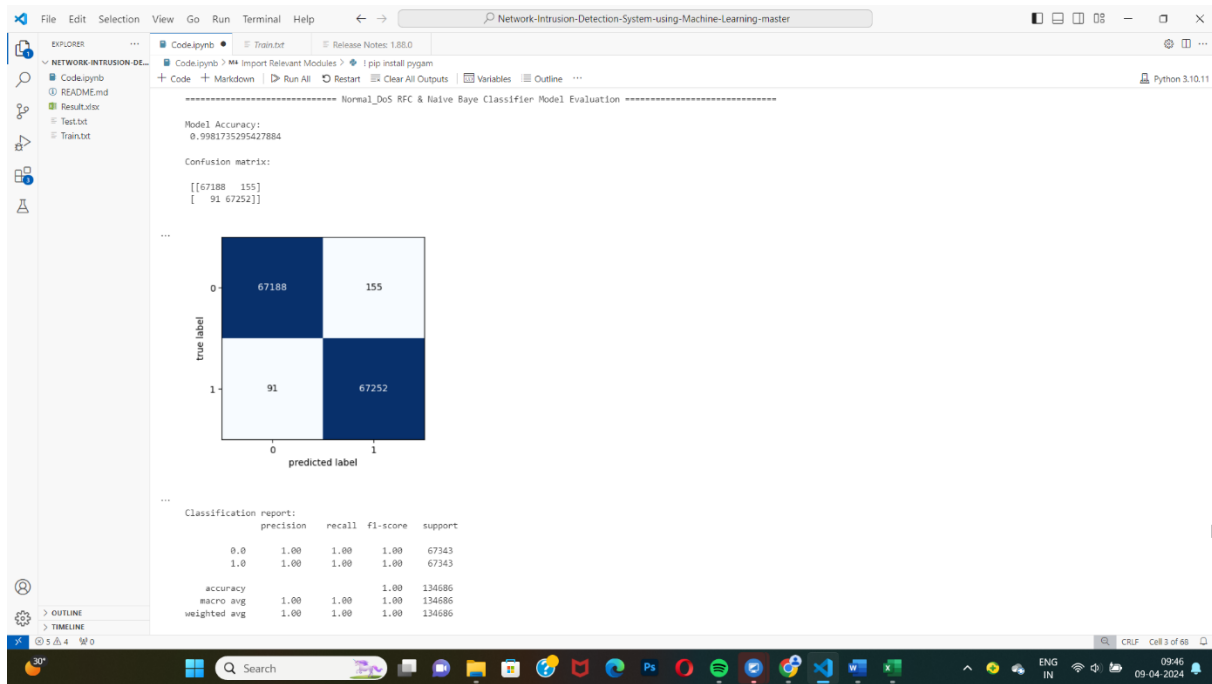 File Edit Selection View Go Run Terminal Help
Network-Intrusion-Detection-System-using-Machine-Learning-master
EXPLORER
NETWORK-INTRUSION-DE...
Code.ipynb
README.md
Result.xlsx
Test.txt
Train.txt
OUTLINE
TIMELINE
Code.ipynb Train.txt Release Notes: 1.88.0
Code.ipynb > M↓ Import Relevant Modules > ! pip install pygam
+ Code + Markdown Run All Restart Clear All Outputs Variables Outline ...
Python 3.10.11
============================== Normal_DoS RFC & Naive Baye Classifier Model Evaluation ==============================
Model Accuracy:
0.9981735295427884
Confusion matrix:
[[67188 155]
[ 91 67252]]
...
true label
0
67188 155
1
91 67252
0 1
predicted label
...
Classification report:
precision recall f1-score support
0.0 1.00 1.00 1.00 67343
1.0 1.00 1.00 1.00 67343
accuracy 1.00 134686
macro avg 1.00 1.00 1.00 134686
weighted avg 1.00 1.00 1.00 134686
5 4 0
CRLF Cell 3 of 68
30°
Search
Ps
ENG
IN
09:46
09-04-2024